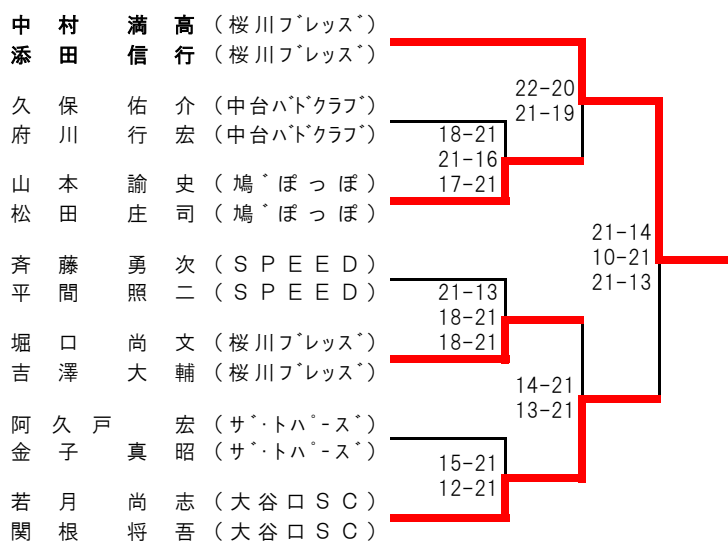 中村 満高 (桜川ブレッズ)
添田 信行 (桜川ブレッズ)
久保 佑介 (中台バドクラブ)
府川 行宏 (中台バドクラブ)
山本 諭史 (鳩゛ぽっぽ)
松田 庄司 (鳩゛ぽっぽ)
斉藤 勇次 (SPEED)
平間 照二 (SPEED)
堀口 尚文 (桜川ブレッズ)
吉澤 大輔 (桜川ブレッズ)
阿久戸 宏 (ザ・トパーズ)
金子 真昭 (ザ・トパーズ)
若月 尚志 (大谷口SC)
関根 将吾 (大谷口SC)
18-21
21-16
17-21
21-13
18-21
18-21
15-21
12-21
22-20
21-19
14-21
13-21
21-14
10-21
21-13